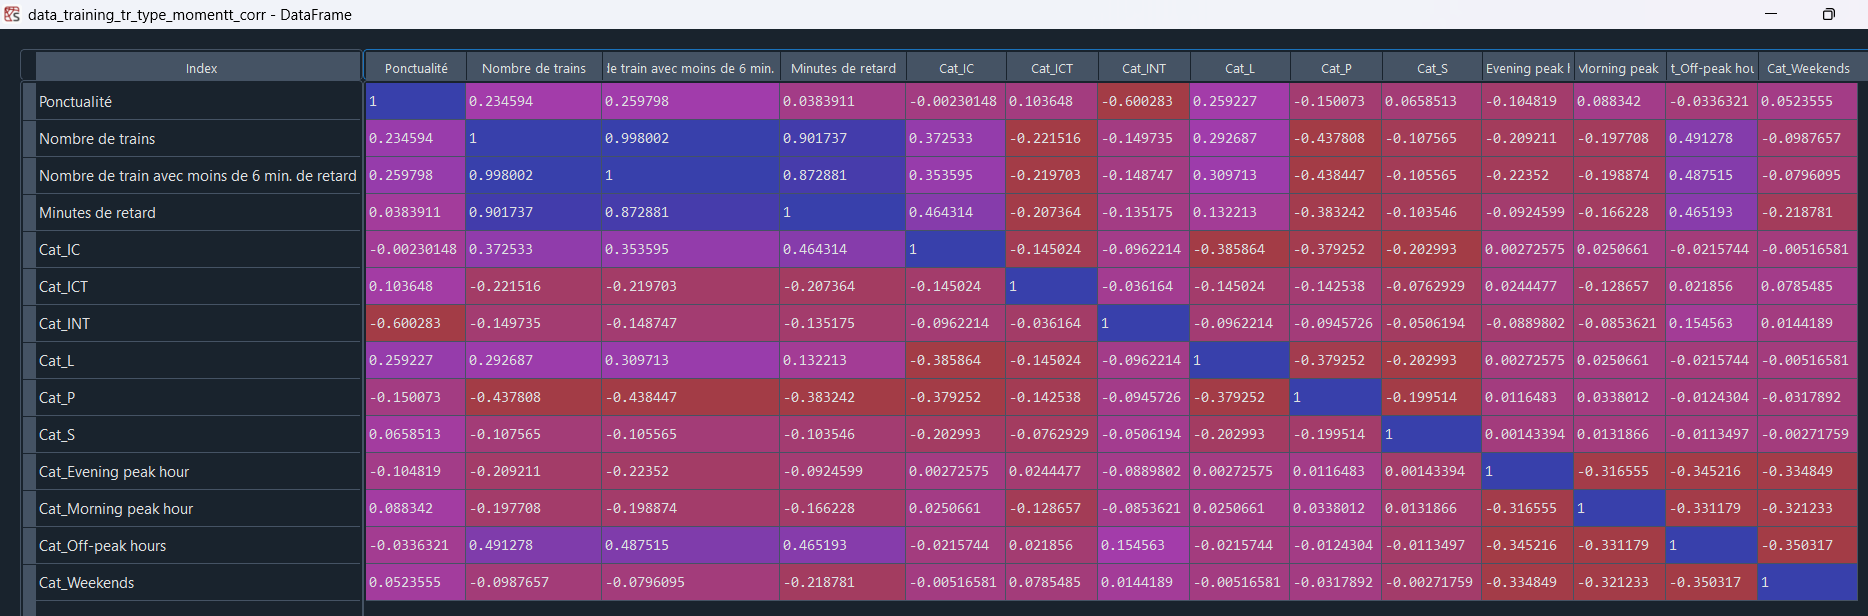 data_training_tr_type_momentt_corr - DataFrame
Index Ponctualité Nombre de trains de train avec moins de 6 min. Minutes de retard Cat_IC Cat_ICT Cat_INT Cat_L Cat_P Cat_S Evening peak Morning peak t_Off-peak hou Cat_Weekends
Ponctualité 1 0.234594 0.259798 0.0383911 -0.00230148 0.103648 -0.600283 0.259227 -0.150073 0.0658513 -0.104819 0.088342 -0.0336321 0.0523555
Nombre de trains 0.234594 1 0.998002 0.901737 0.372533 -0.221516 -0.149735 0.292687 -0.437808 -0.107565 -0.209211 -0.197708 0.491278 -0.0987657
Nombre de train avec moins de 6 min. de retard 0.259798 0.998002 1 0.872881 0.353595 -0.219703 -0.148747 0.309713 -0.438447 -0.105565 -0.22352 -0.198874 0.487515 -0.0796095
Minutes de retard 0.0383911 0.901737 0.872881 1 0.464314 -0.207364 -0.135175 0.132213 -0.383242 -0.103546 -0.0924599 -0.166228 0.465193 -0.218781
Cat_IC -0.00230148 0.372533 0.353595 0.464314 1 -0.145024 -0.0962214 -0.385864 -0.379252 -0.202993 0.00272575 0.0250661 -0.0215744 -0.00516581
Cat_ICT 0.103648 -0.221516 -0.219703 -0.207364 -0.145024 1 -0.036164 -0.145024 -0.142538 -0.0762929 0.0244477 -0.128657 0.021856 0.0785485
Cat_INT -0.600283 -0.149735 -0.148747 -0.135175 -0.0962214 -0.036164 1 -0.0962214 -0.0945726 -0.0506194 -0.0889802 -0.0853621 0.154563 0.0144189
Cat_L 0.259227 0.292687 0.309713 0.132213 -0.385864 -0.145024 -0.0962214 1 -0.379252 -0.202993 0.00272575 0.0250661 -0.0215744 -0.00516581
Cat_P -0.150073 -0.437808 -0.438447 -0.383242 -0.379252 -0.142538 -0.0945726 -0.379252 1 -0.199514 0.0116483 0.0338012 -0.0124304 -0.0317892
Cat_S 0.0658513 -0.107565 -0.105565 -0.103546 -0.202993 -0.0762929 -0.0506194 -0.202993 -0.199514 1 0.00143394 0.0131866 -0.0113497 -0.00271759
Cat_Evening peak hour -0.104819 -0.209211 -0.22352 -0.0924599 0.00272575 0.0244477 -0.0889802 0.00272575 0.0116483 0.00143394 1 -0.316555 -0.345216 -0.334849
Cat_Morning peak hour 0.088342 -0.197708 -0.198874 -0.166228 0.0250661 -0.128657 -0.0853621 0.0250661 0.0338012 0.0131866 -0.316555 1 -0.331179 -0.321233
Cat_Off-peak hours -0.0336321 0.491278 0.487515 0.465193 -0.0215744 0.021856 0.154563 -0.0215744 -0.0124304 -0.0113497 -0.345216 -0.331179 1 -0.350317
Cat_Weekends 0.0523555 -0.0987657 -0.0796095 -0.218781 -0.00516581 0.0785485 0.0144189 -0.00516581 -0.0317892 -0.00271759 -0.334849 -0.321233 -0.350317 1